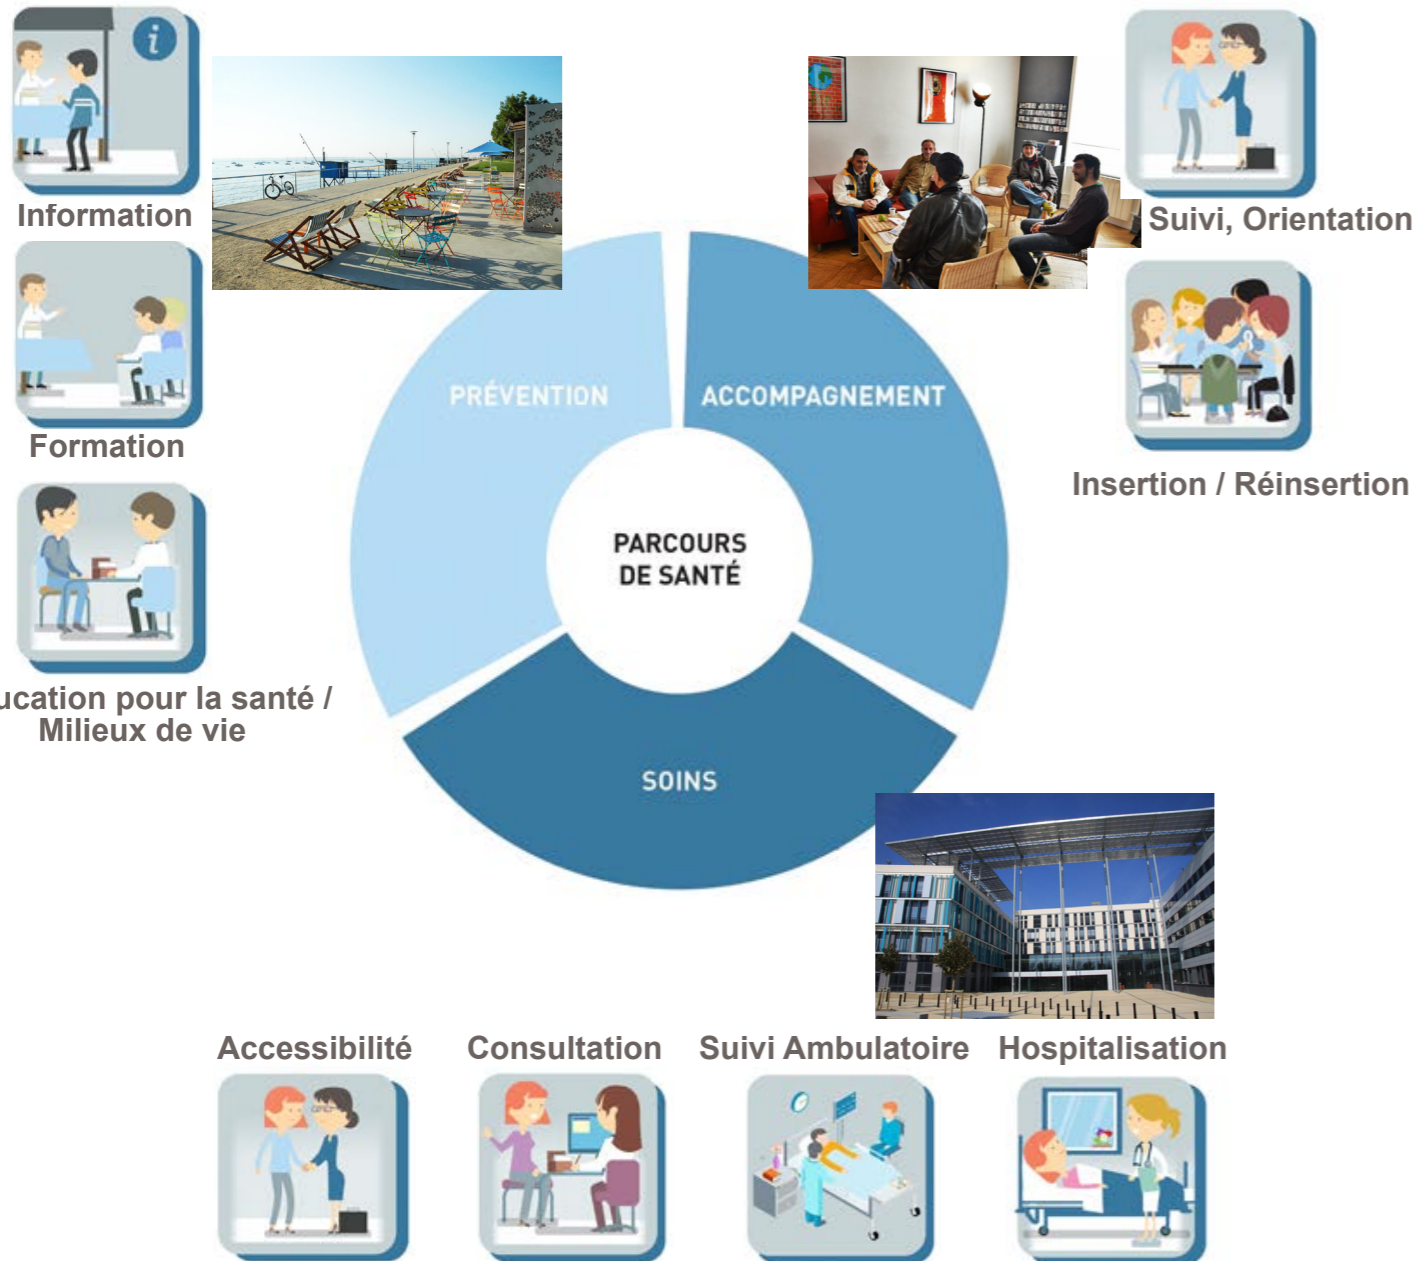 Information
Formation
ucation pour la santé /
Milieux de vie
PRÉVENTION
ACCOMPAGNEMENT
PARCOURS
DE SANTÉ
SOINS
Suivi, Orientation
Insertion / Réinsertion
Accessibilité
Consultation
Suivi Ambulatoire
Hospitalisation